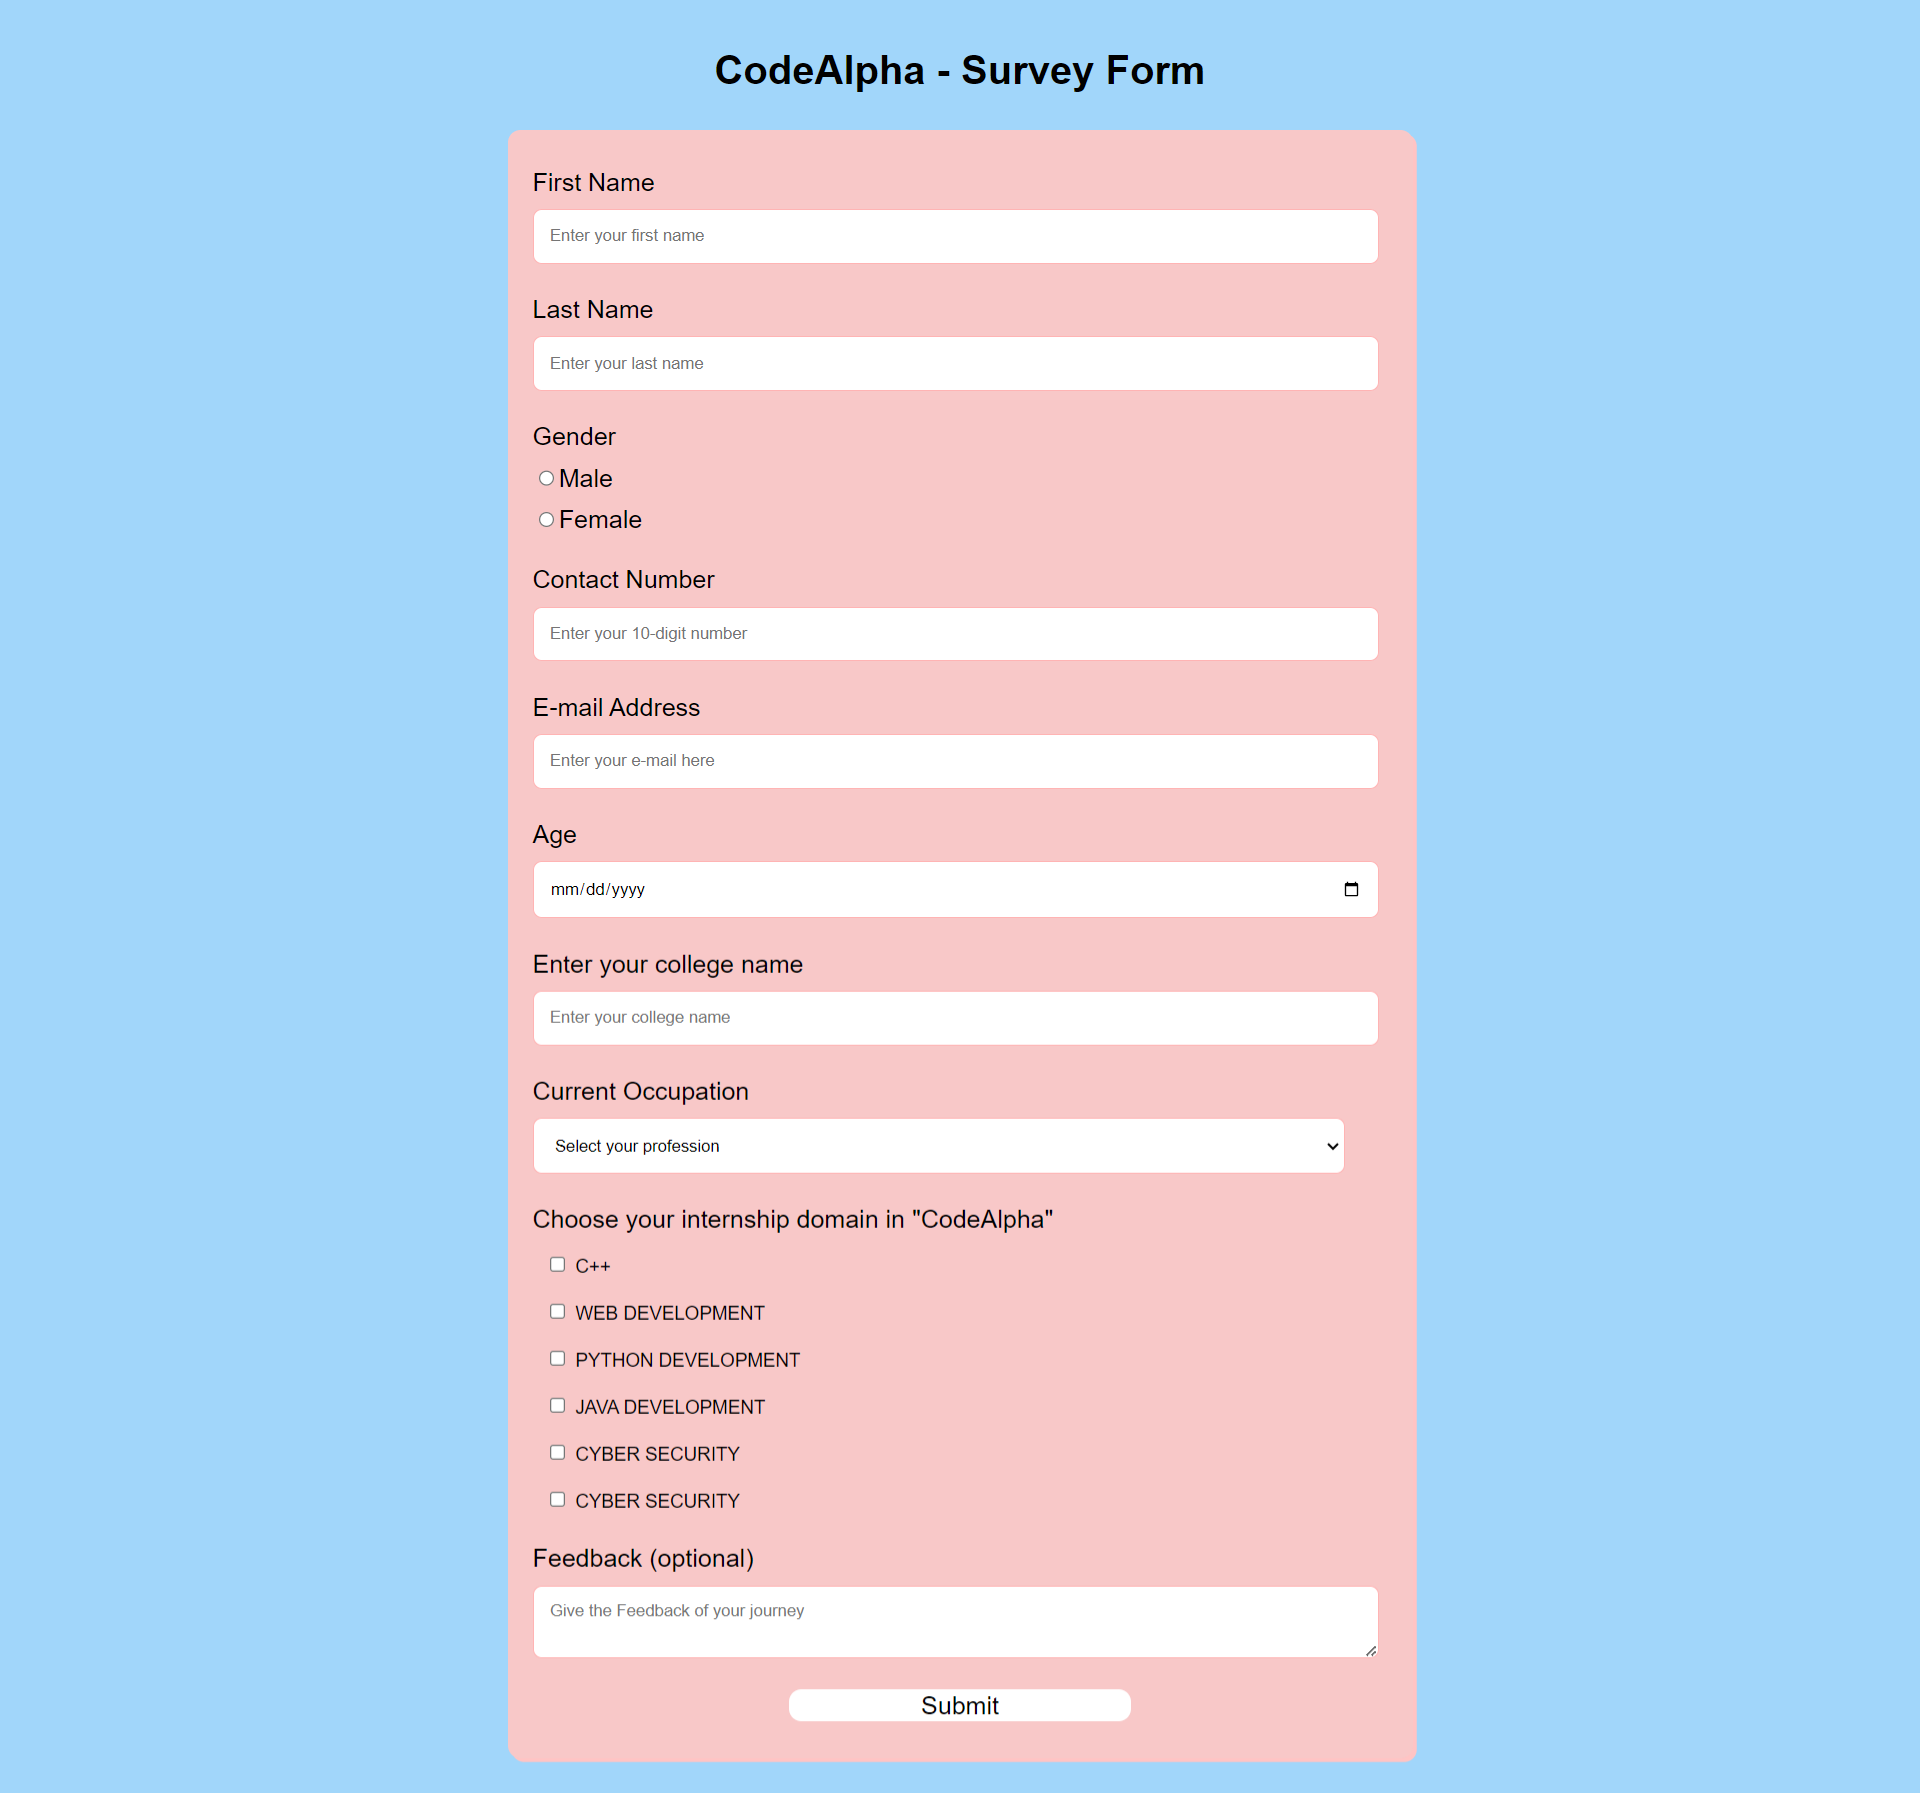 CodeAlpha - Survey Form
First Name
Enter your first name
Last Name
Enter your last name
Gender
Male
Female
Contact Number
Enter your 10-digit number
E-mail Address
Enter your e-mail here
Age
mm/dd/yyyy
Enter your college name
Enter your college name
Current Occupation
Select your profession
Choose your internship domain in "CodeAlpha"
C++
WEB DEVELOPMENT
PYTHON DEVELOPMENT
JAVA DEVELOPMENT
CYBER SECURITY
CYBER SECURITY
Feedback (optional)
Give the Feedback of your journey
Submit